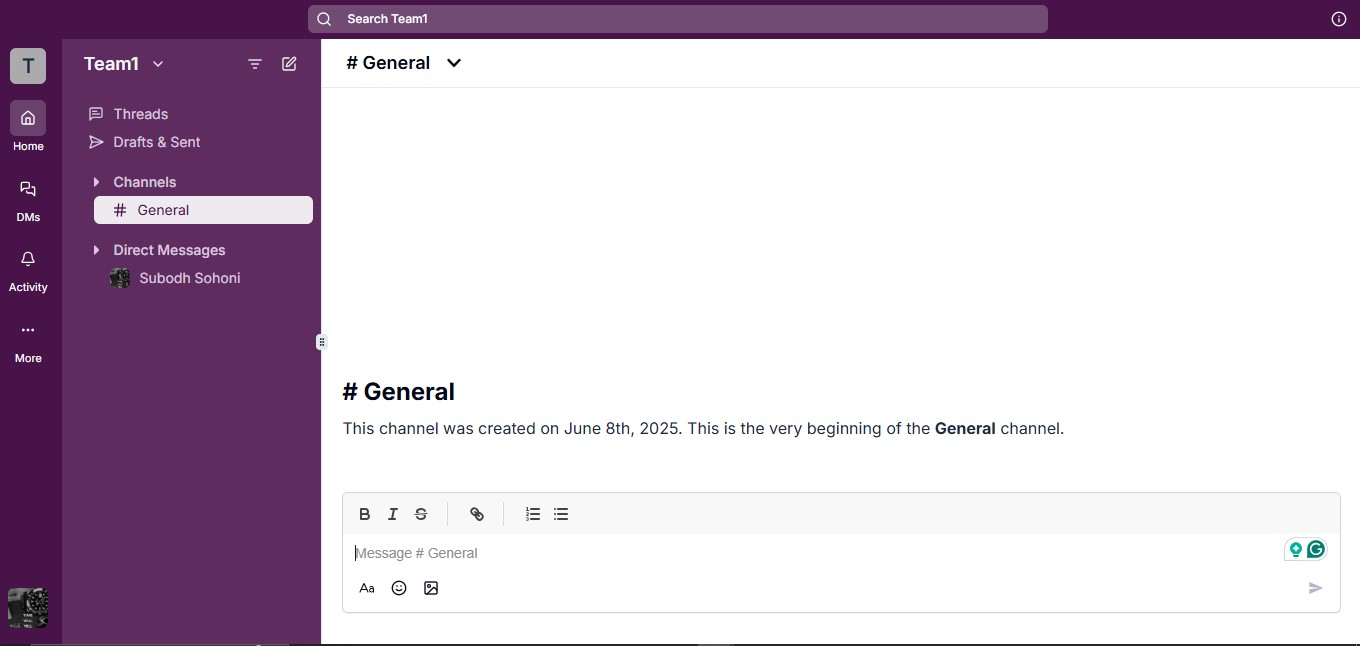 Search Team1
T
Home
DMs
Activity
More
Team1
Threads
Drafts & Sent
Channels
# General
Direct Messages
Subodh Sohoni
# General
# General
This channel was created on June 8th, 2025. This is the very beginning of the General channel.
B I S
Message # General
Aa